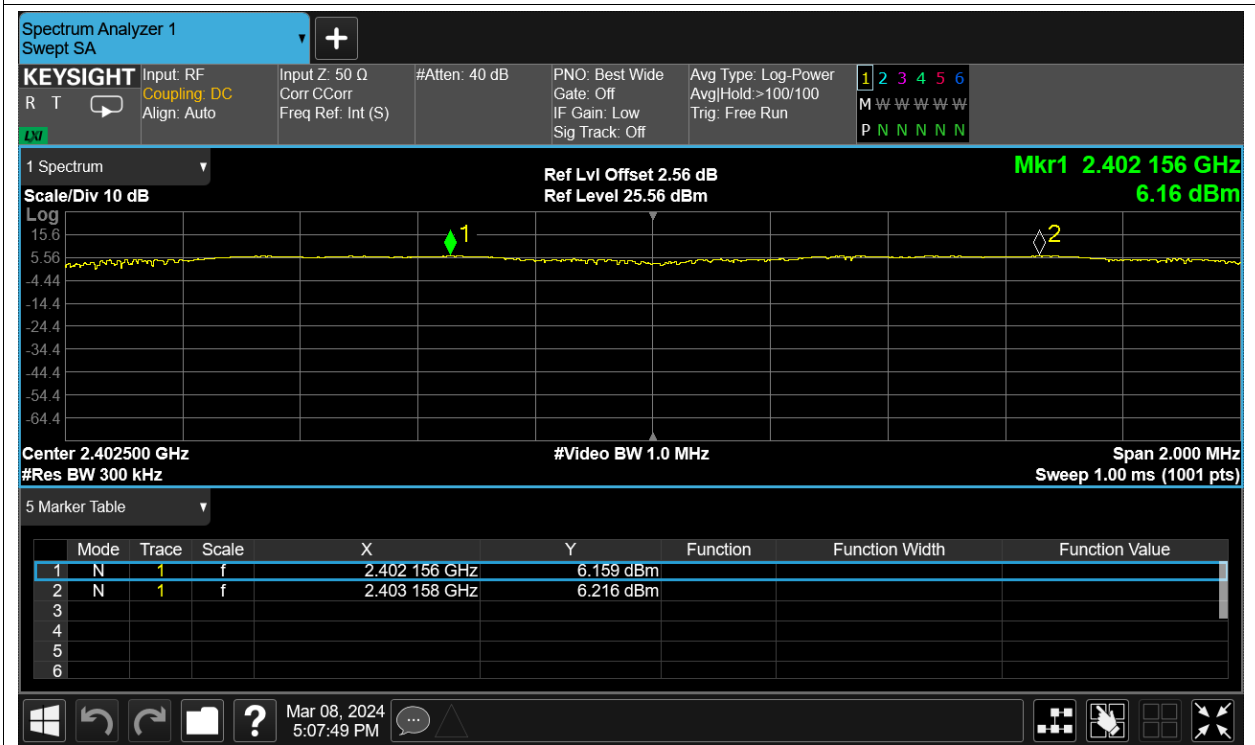 Spectrum Analyzer 1
Swept SA
+
KEYSIGHT
R T
LXI
Input: RF
Coupling: DC
Align: Auto
Input Z: 50 Ω
Corr CCorr
Freq Ref: Int (S)
#Atten: 40 dB
PNO: Best Wide
Gate: Off
IF Gain: Low
Sig Track: Off
Avg Type: Log-Power
Avg|Hold:>100/100
Trig: Free Run
1 2 3 4 5 6
M W W W W W
P N N N N N
1 Spectrum
Scale/Div 10 dB
Ref Lvl Offset 2.56 dB
Ref Level 25.56 dBm
Mkr1 2.402 156 GHz
6.16 dBm
Log
15.6
5.56
-4.44
-14.4
-24.4
-34.4
-44.4
-54.4
-64.4
1
2
Center 2.402500 GHz
#Video BW 1.0 MHz
Span 2.000 MHz
#Res BW 300 kHz
Sweep 1.00 ms (1001 pts)
5 Marker Table
Mode Trace Scale X Y Function Function Width Function Value
1 N 1 f 2.402 156 GHz 6.159 dBm
2 N 1 f 2.403 158 GHz 6.216 dBm
3
4
5
6
?
Mar 08, 2024
5:07:49 PM